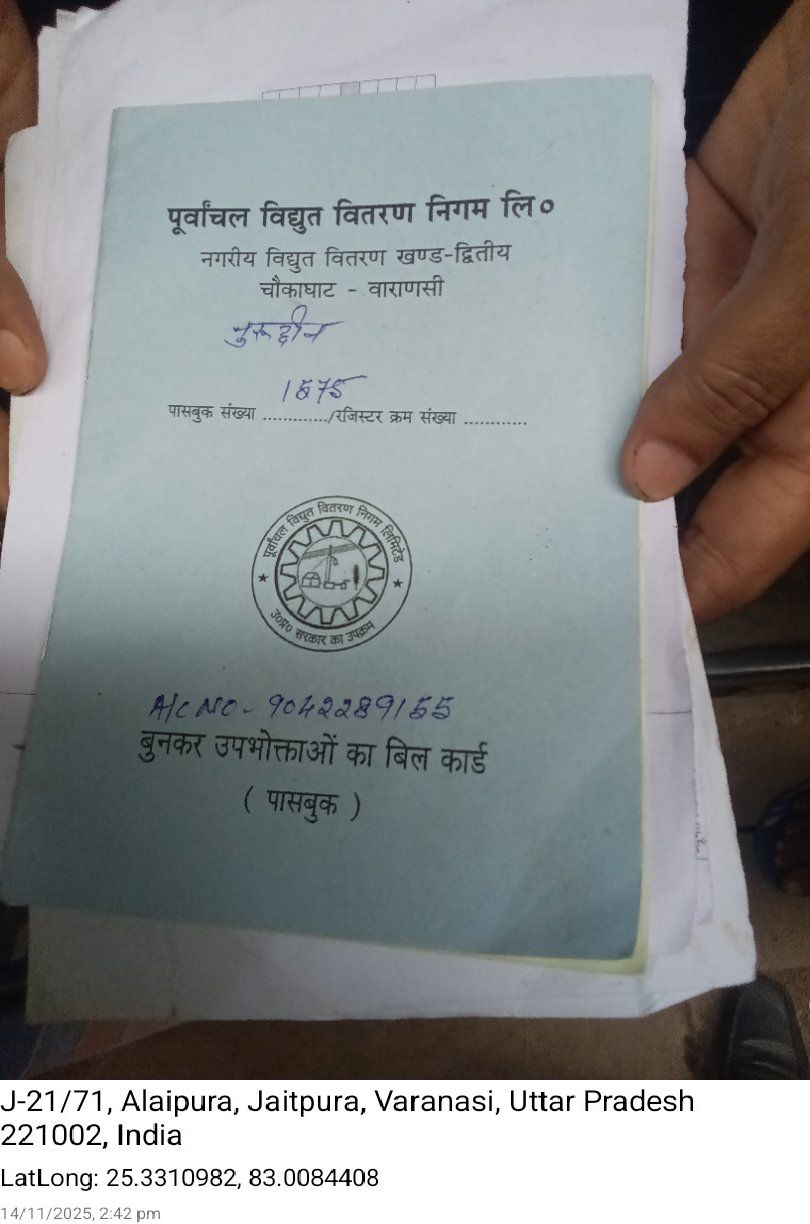 पूर्वांचल विद्युत वितरण निगम लि०
नगरीय विद्युत वितरण खण्ड-द्वितीय
चौकाघाट - वाराणसी
नुरूद्दीन
1575
पासबुक संख्या ............/रजिस्टर क्रम संख्या ............
पूर्वांचल विद्युत वितरण निगम लिमिटेड
उ०प्र० सरकार का उपक्रम
A/C NO- 9042289155
बुनकर उपभोक्ताओं का बिल कार्ड
( पासबुक )
J-21/71, Alaipura, Jaitpura, Varanasi, Uttar Pradesh
221002, India
LatLong: 25.3310982, 83.0084408
14/11/2025, 2:42 pm